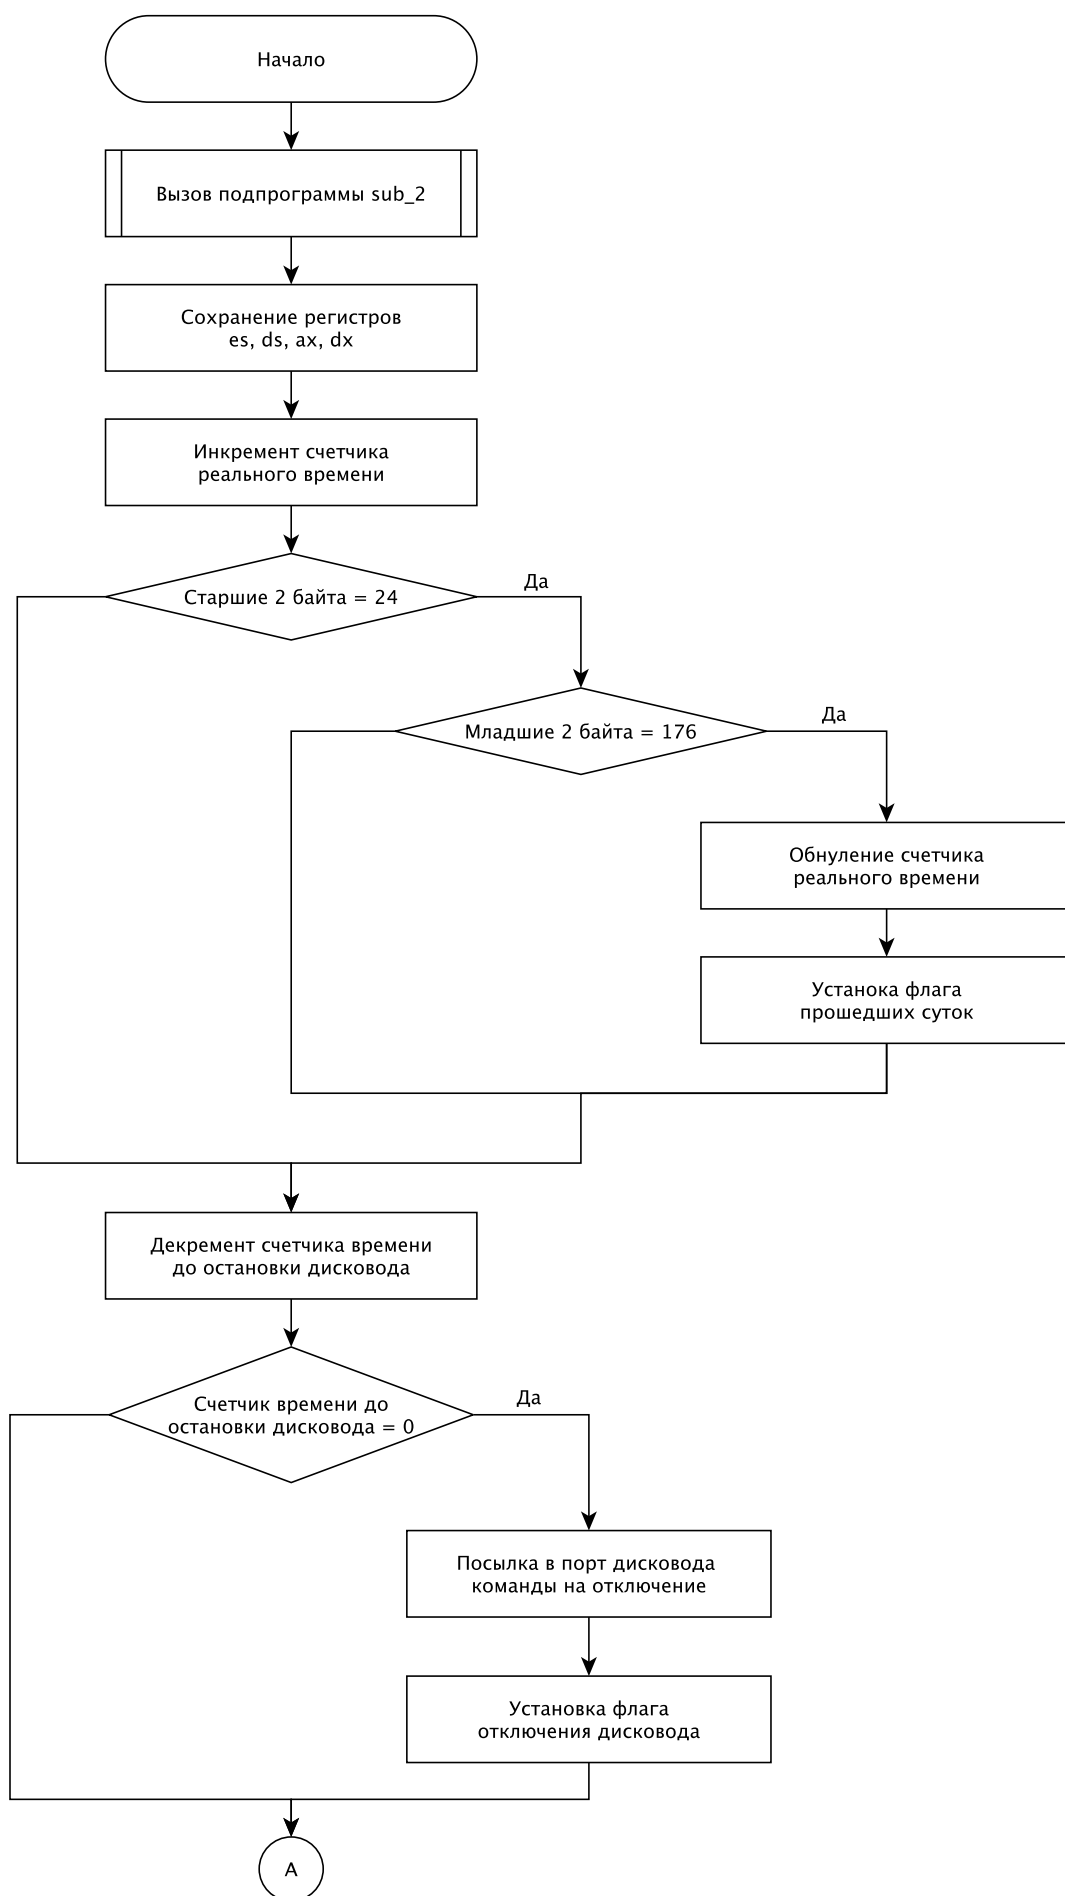 Начало
Вызов подпрограммы sub_2
Сохранение регистров
es, ds, ax, dx
Инкремент счетчика
реального времени
Старшие 2 байта = 24
Да
Младшие 2 байта = 176
Да
Обнуление счетчика
реального времени
Устанока флага
прошедших суток
Декремент счетчика времени
до остановки дисковода
Счетчик времени до
остановки дисковода = 0
Да
Посылка в порт дисковода
команды на отключение
Установка флага
отключения дисковода
А